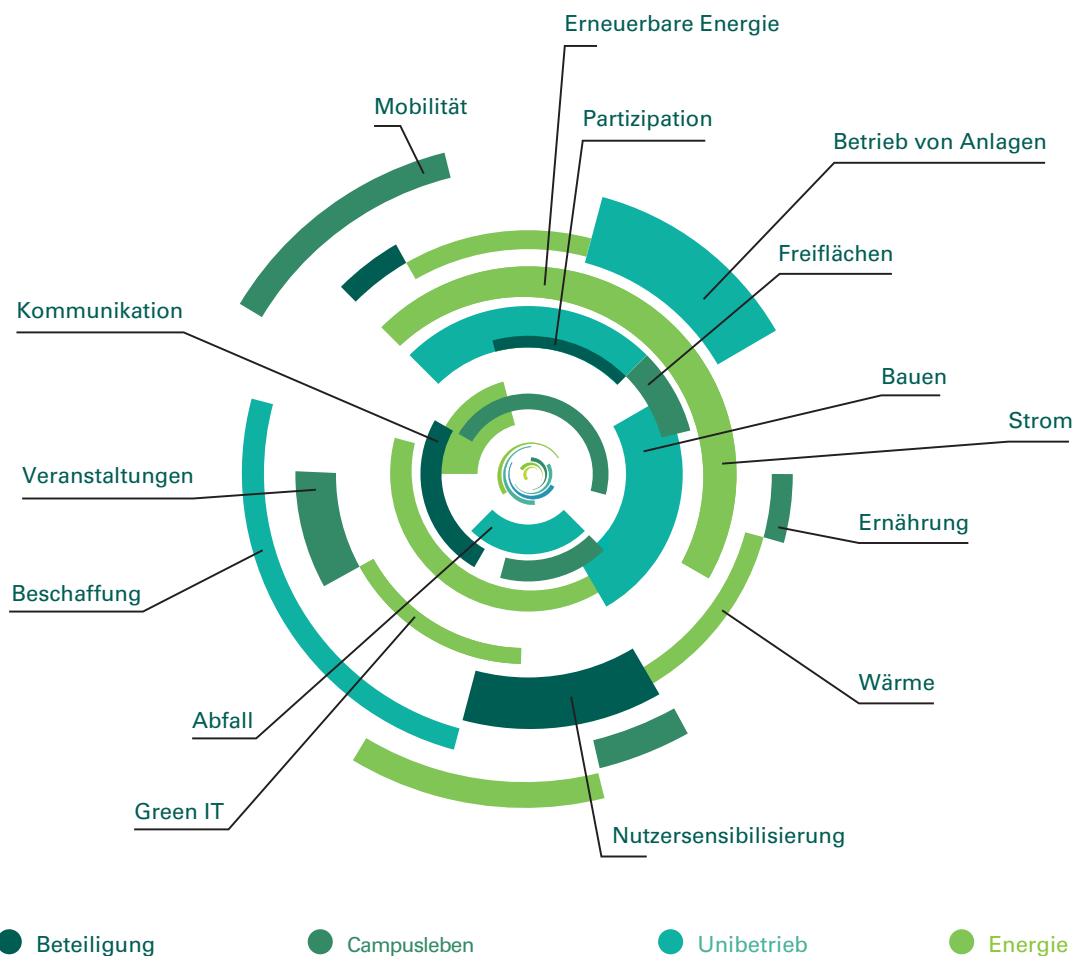 Erneuerbare Energie
Mobilität
Partizipation
Betrieb von Anlagen
Freiflächen
Kommunikation
Bauen
Strom
Veranstaltungen
Ernährung
Beschaffung
Wärme
Abfall
Green IT
Nutzersensibilisierung
Beteiligung
Campusleben
Unibetrieb
Energie